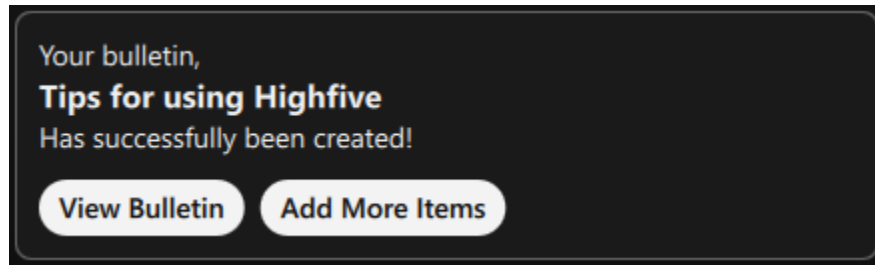 Your bulletin,
Tips for using Highfive
Has successfully been created!
View Bulletin
Add More Items